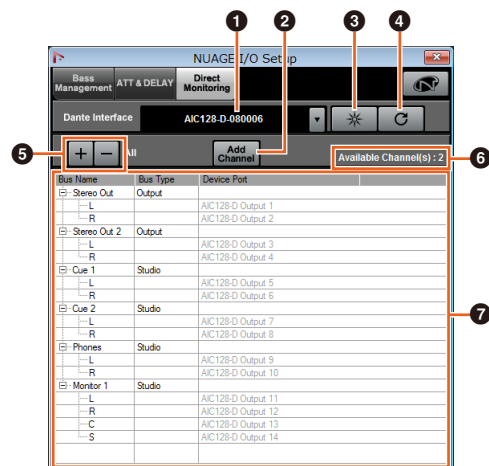 1 2 3 4
NUAGE I/O Setup
Bass Management ATT & DELAY Direct Monitoring
Dante Interface AIC128-D-080006
5 + − All Add Channel Available Channel(s) : 2 6
Bus Name Bus Type Device Port
Stereo Out Output
L AIC128-D Output 1
R AIC128-D Output 2
Stereo Out 2 Output
L AIC128-D Output 3
R AIC128-D Output 4
Cue 1 Studio
L AIC128-D Output 5
R AIC128-D Output 6
Cue 2 Studio
7
L AIC128-D Output 7
R AIC128-D Output 8
Phones Studio
L AIC128-D Output 9
R AIC128-D Output 10
Monitor 1 Studio
L AIC128-D Output 11
R AIC128-D Output 12
C AIC128-D Output 13
S AIC128-D Output 14